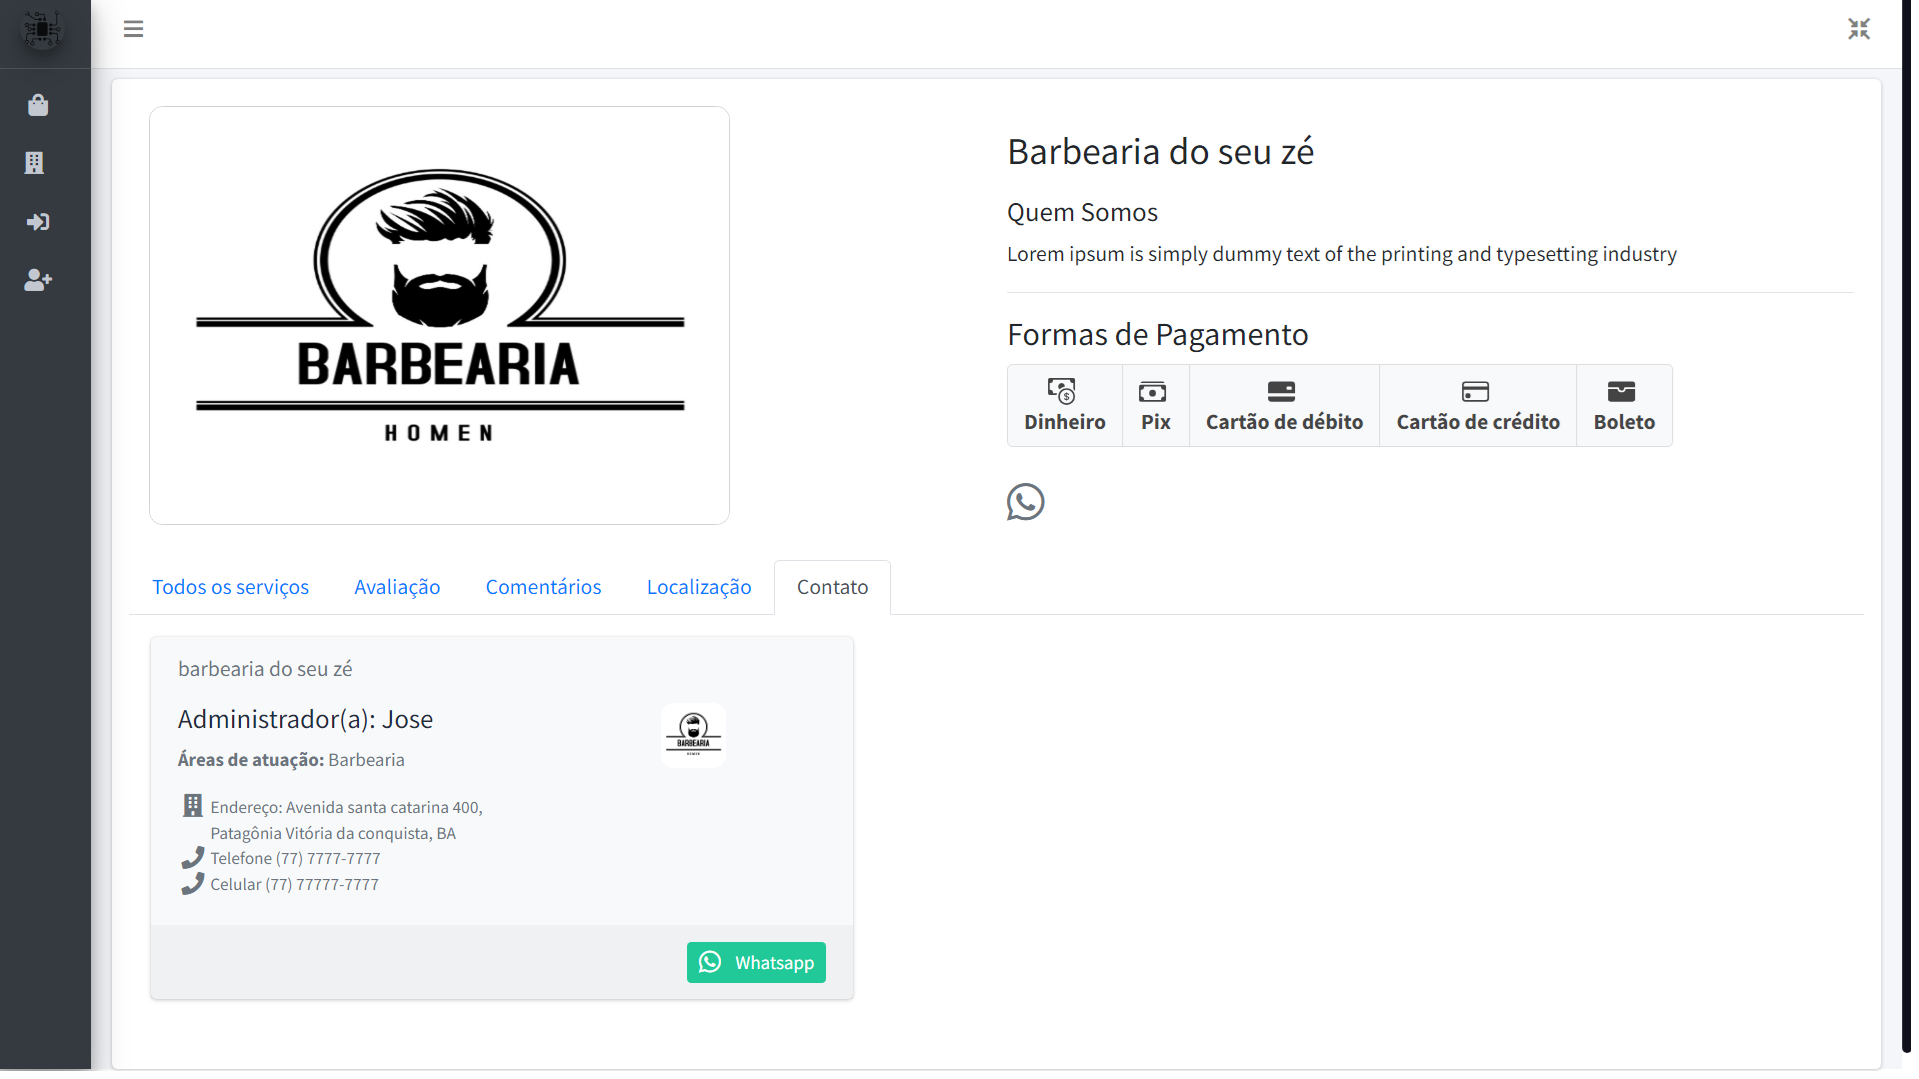 BARBEARIA
HOMEN
Barbearia do seu zé
Quem Somos
Lorem ipsum is simply dummy text of the printing and typesetting industry
Formas de Pagamento
Dinheiro
Pix
Cartão de débito
Cartão de crédito
Boleto
Todos os serviços
Avaliação
Comentários
Localização
Contato
barbearia do seu zé
Administrador(a): Jose
BARBEARIA
HOMEN
Áreas de atuação: Barbearia
Endereço: Avenida santa catarina 400,
Patagônia Vitória da conquista, BA
Telefone (77) 7777-7777
Celular (77) 77777-7777
Whatsapp